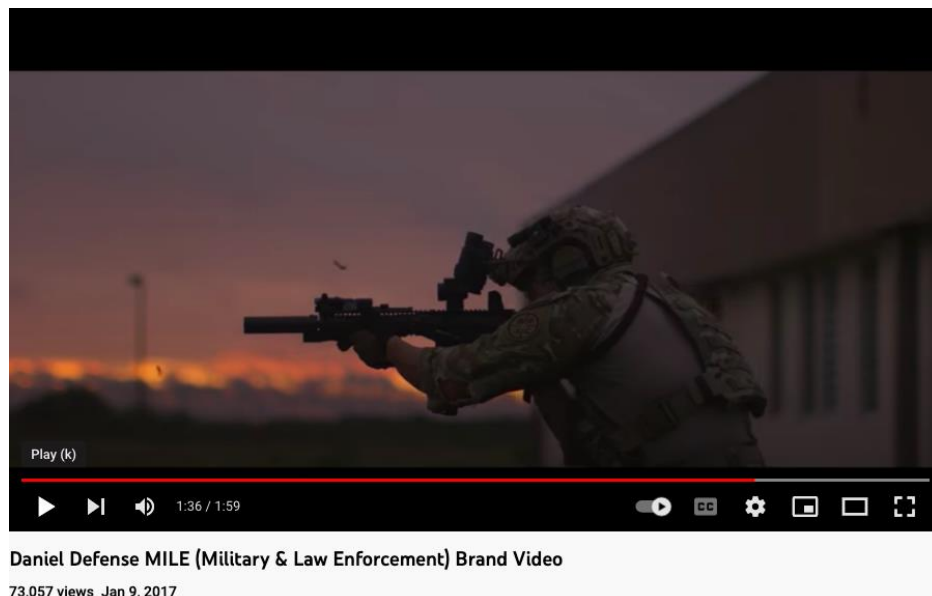 Play (k)
1:36 / 1:59
CC
Daniel Defense MILE (Military & Law Enforcement) Brand Video
73,057 views Jan 9, 2017